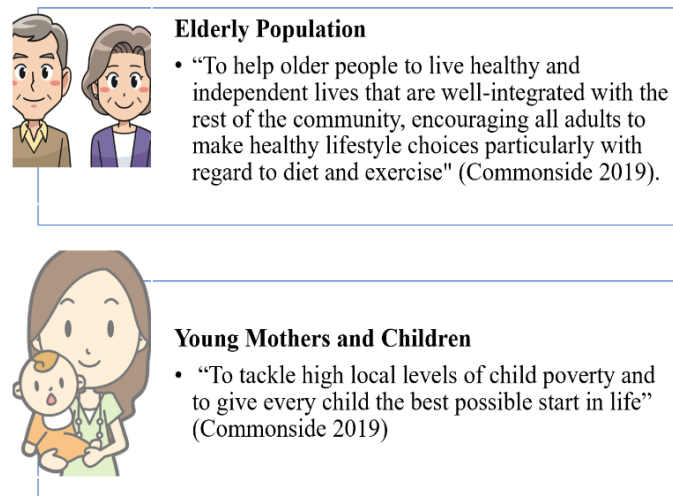 Elderly Population
• “To help older people to live healthy and
independent lives that are well-integrated with the
rest of the community, encouraging all adults to
make healthy lifestyle choices particularly with
regard to diet and exercise" (Commonside 2019).
Young Mothers and Children
• “To tackle high local levels of child poverty and
to give every child the best possible start in life”
(Commonside 2019)